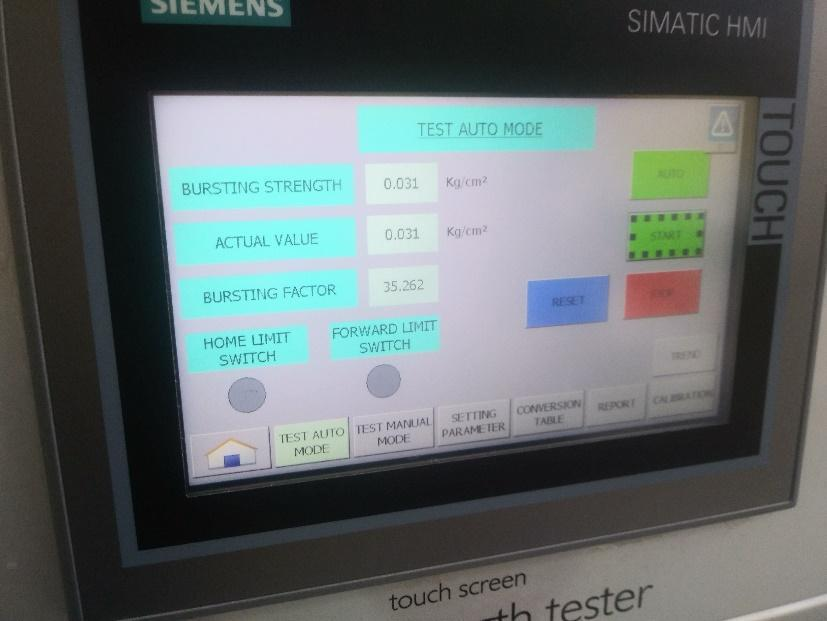 SIEMENS
SIMATIC HMI
TOUCH
TEST AUTO MODE
BURSTING STRENGTH 0.031 Kg/cm²
AUTO
ACTUAL VALUE 0.031 Kg/cm²
START
BURSTING FACTOR 35.262
RESET
STOP
HOME LIMIT
SWITCH
FORWARD LIMIT
SWITCH
TREND
TEST AUTO
MODE
TEST MANUAL
MODE
SETTING
PARAMETER
CONVERSION
TABLE
REPORT
CALIBRATION
touch screen
tester